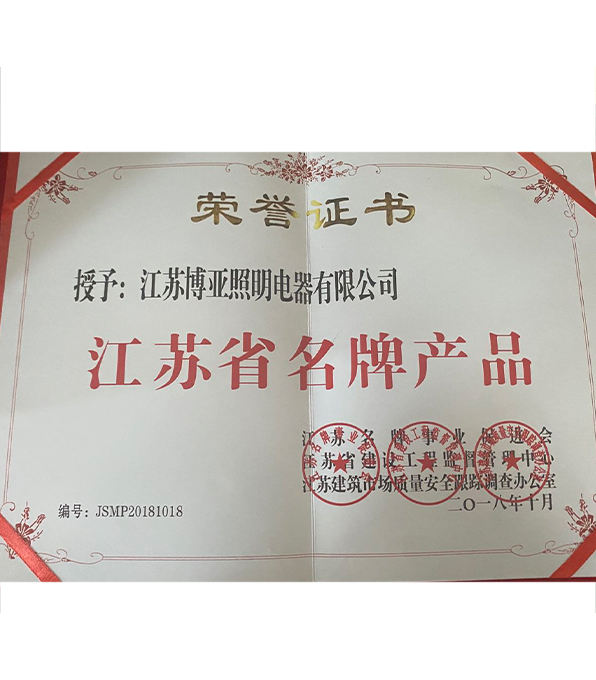 荣誉证书
授予：江苏博亚照明电器有限公司
江苏省名牌产品
江苏名牌事业促进会
江苏省建设工程监督管理中心
江苏建筑市场质量安全跟踪调查办公室
二〇一八年十月
编号：JSMP20181018